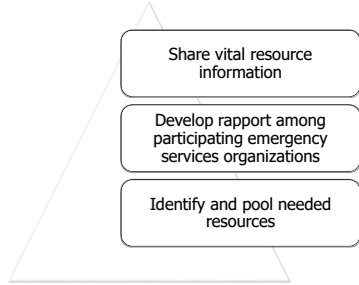 Share vital resource
information
Develop rapport among
participating emergency
services organizations
Identify and pool needed
resources